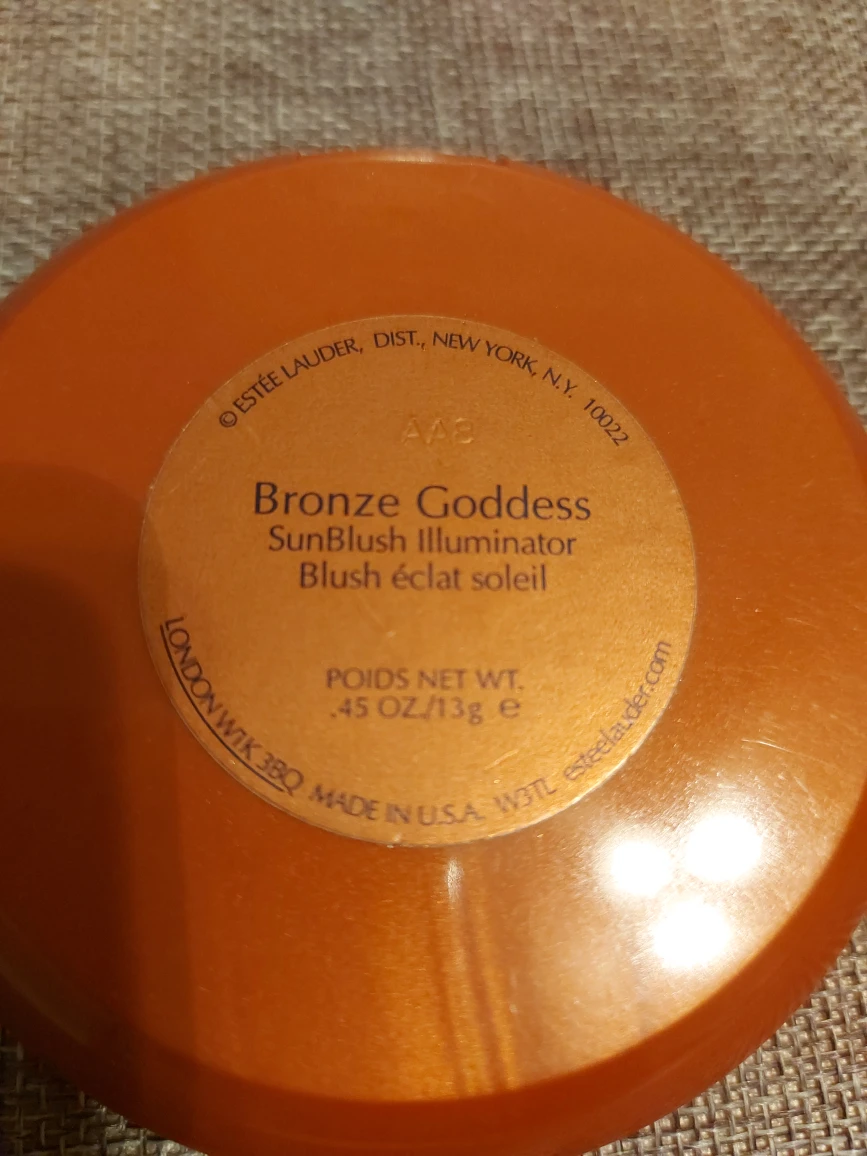 © ESTÉE LAUDER, DIST., NEW YORK, N.Y. 10022
AA8
Bronze Goddess
SunBlush Illuminator
Blush éclat soleil
POIDS NET WT.
.45 OZ./13g ℮
LONDON W1K 3BQ MADE IN U.S.A. W3TL esteelauder.com